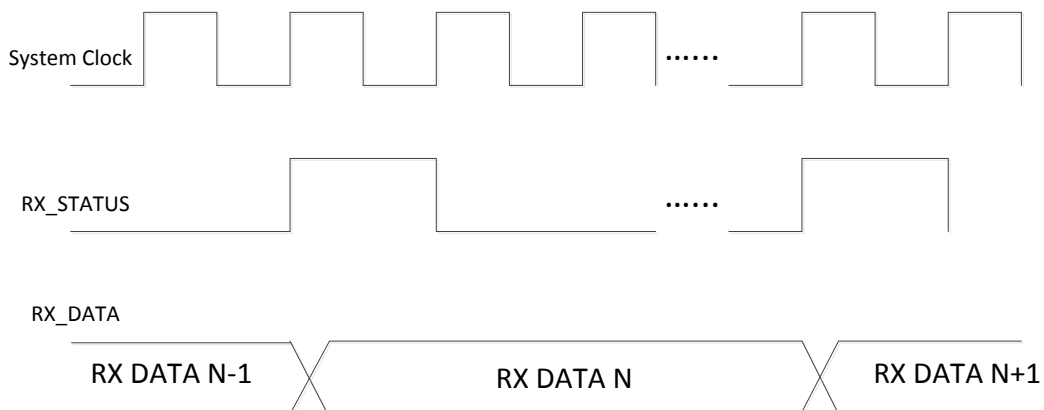 System Clock
......
RX_STATUS
......
RX_DATA
RX DATA N-1
RX DATA N
RX DATA N+1